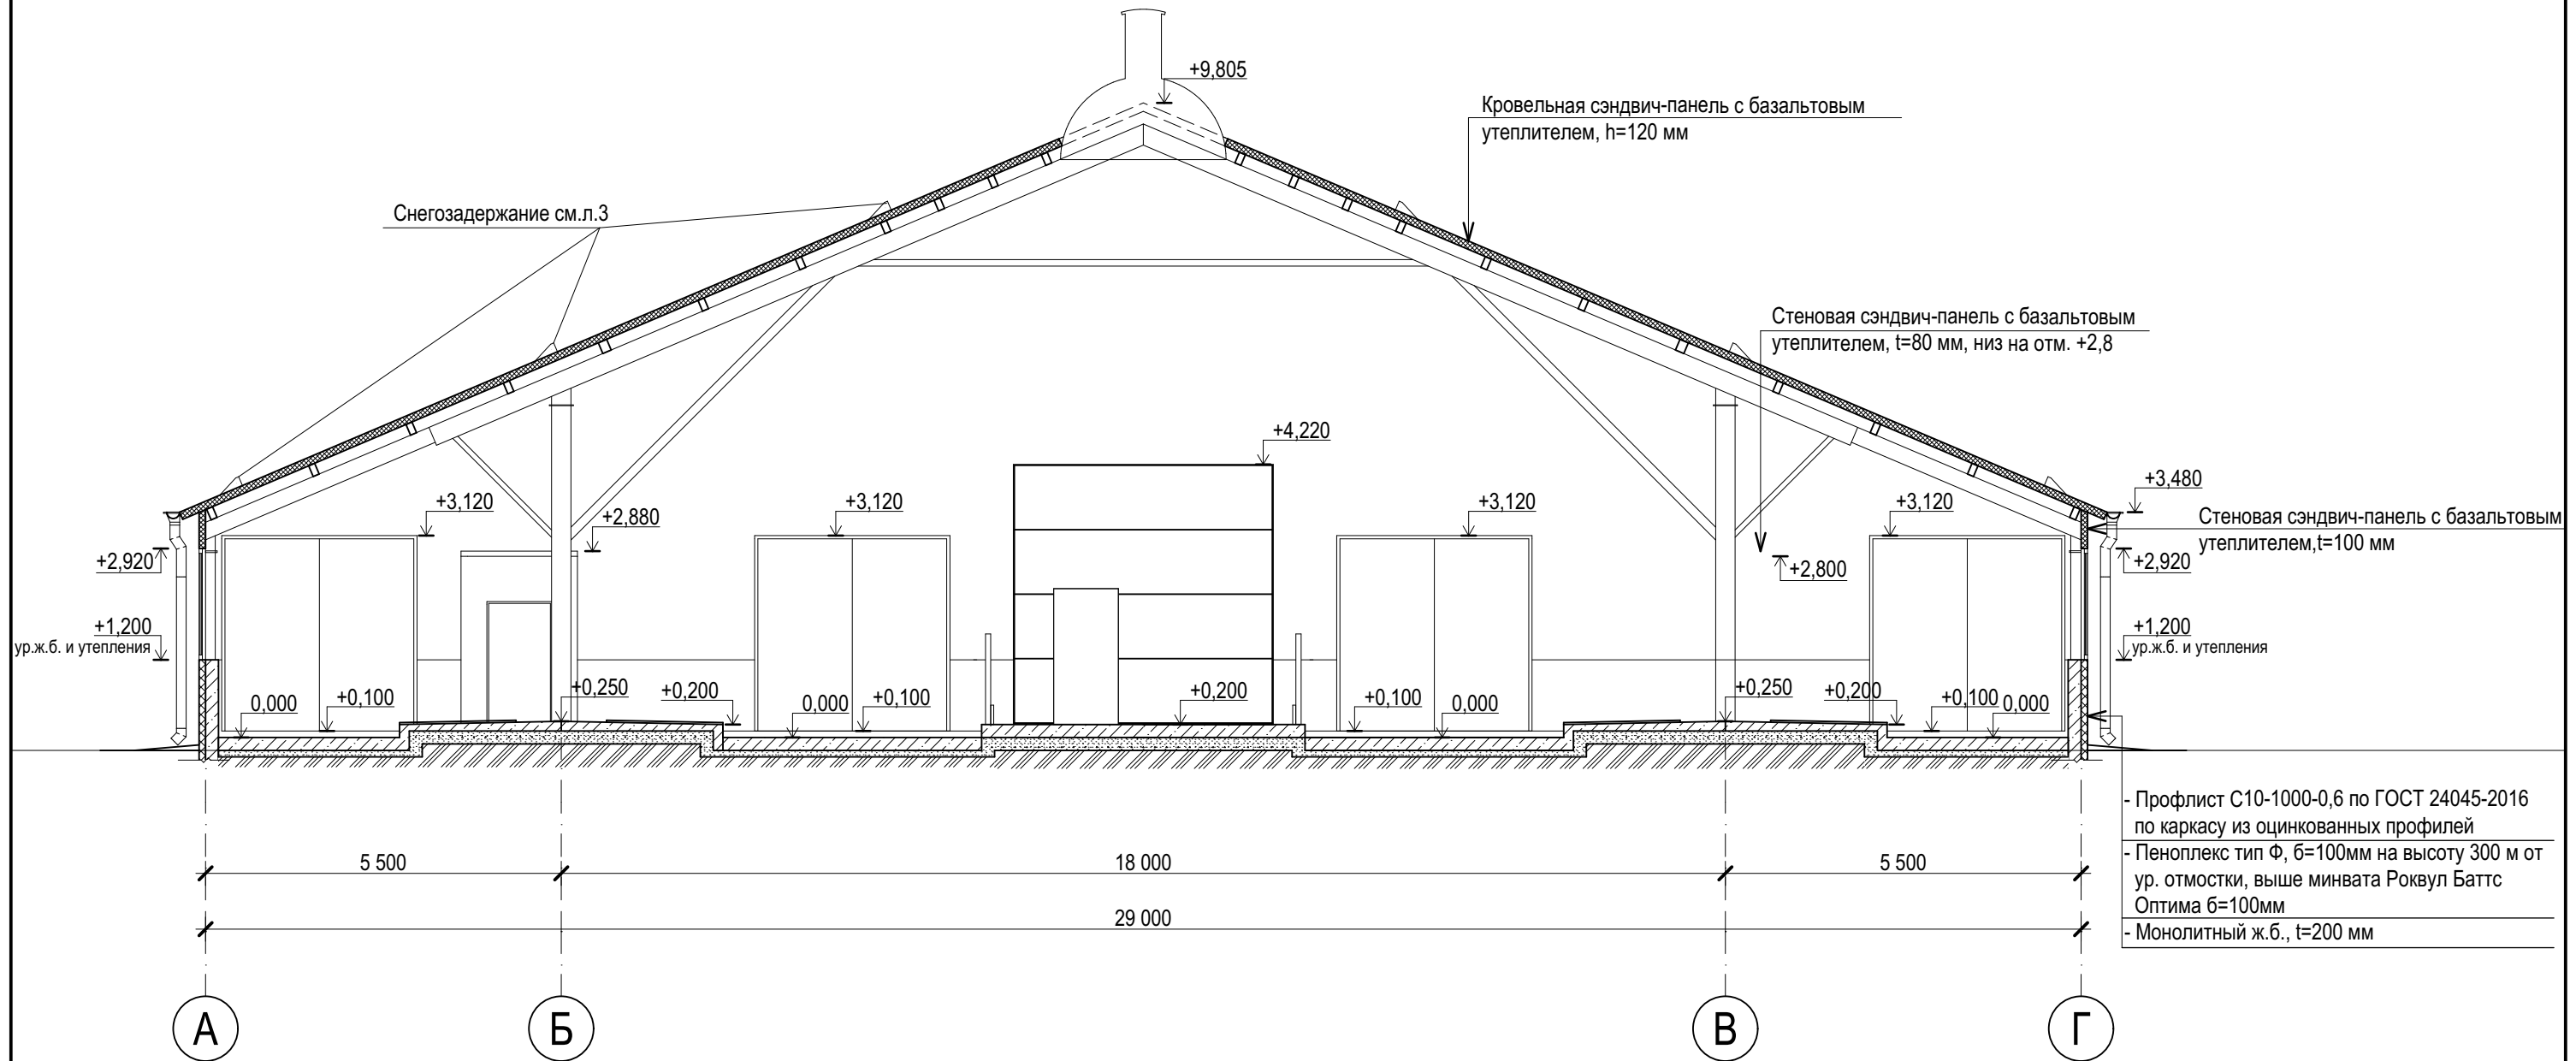 +9,805
Кровельная сэндвич-панель с базальтовым
утеплителем, h=120 мм
Снегозадержание см.л.3
Стеновая сэндвич-панель с базальтовым
утеплителем, t=80 мм, низ на отм. +2,8
+4,220
+3,120
+2,880
+3,120
+3,120
+3,120
+3,480
Стеновая сэндвич-панель с базальтовым
утеплителем,t=100 мм
+2,920
+2,800
+2,920
+1,200
ур.ж.б. и утепления
+1,200
ур.ж.б. и утепления
0,000
+0,100
+0,250
+0,200
0,000
+0,100
+0,200
+0,100
0,000
+0,250
+0,200
+0,100
0,000
- Профлист С10-1000-0,6 по ГОСТ 24045-2016
по каркасу из оцинкованных профилей
- Пеноплекс тип Ф, б=100мм на высоту 300 м от
ур. отмостки, выше минвата Роквул Баттс
Оптима б=100мм
- Монолитный ж.б., t=200 мм
5 500
18 000
5 500
29 000
А
Б
В
Г